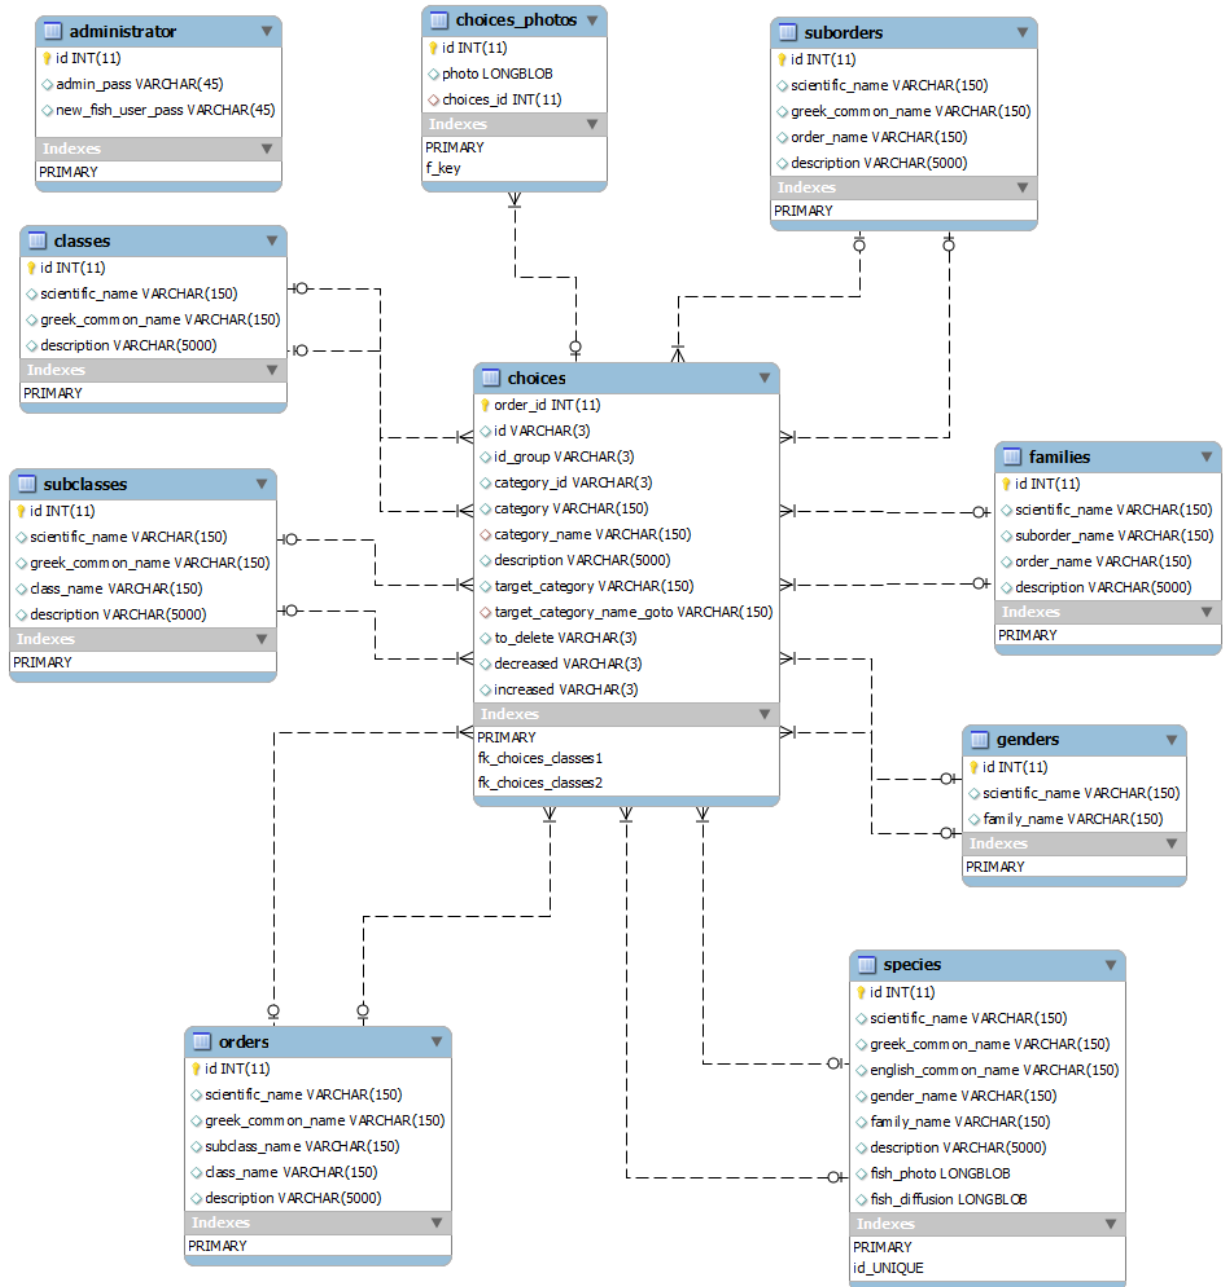 administrator
id INT(11)
admin_pass VARCHAR(45)
new_fish_user_pass VARCHAR(45)
Indexes
PRIMARY
choices_photos
id INT(11)
photo LONGBLOB
choices_id INT(11)
Indexes
PRIMARY
f_key
suborders
id INT(11)
scientific_name VARCHAR(150)
greek_common_name VARCHAR(150)
order_name VARCHAR(150)
description VARCHAR(5000)
Indexes
PRIMARY
classes
id INT(11)
scientific_name VARCHAR(150)
greek_common_name VARCHAR(150)
description VARCHAR(5000)
Indexes
PRIMARY
choices
order_id INT(11)
id VARCHAR(3)
id_group VARCHAR(3)
category_id VARCHAR(3)
category VARCHAR(150)
category_name VARCHAR(150)
description VARCHAR(5000)
target_category VARCHAR(150)
target_category_name_goto VARCHAR(150)
to_delete VARCHAR(3)
decreased VARCHAR(3)
increased VARCHAR(3)
Indexes
PRIMARY
fk_choices_classes1
fk_choices_classes2
subclasses
id INT(11)
scientific_name VARCHAR(150)
greek_common_name VARCHAR(150)
class_name VARCHAR(150)
description VARCHAR(5000)
Indexes
PRIMARY
families
id INT(11)
scientific_name VARCHAR(150)
suborder_name VARCHAR(150)
order_name VARCHAR(150)
description VARCHAR(5000)
Indexes
PRIMARY
genders
id INT(11)
scientific_name VARCHAR(150)
family_name VARCHAR(150)
Indexes
PRIMARY
species
id INT(11)
scientific_name VARCHAR(150)
greek_common_name VARCHAR(150)
english_common_name VARCHAR(150)
gender_name VARCHAR(150)
family_name VARCHAR(150)
description VARCHAR(5000)
fish_photo LONGBLOB
fish_diffusion LONGBLOB
Indexes
PRIMARY
id_UNIQUE
orders
id INT(11)
scientific_name VARCHAR(150)
greek_common_name VARCHAR(150)
subclass_name VARCHAR(150)
class_name VARCHAR(150)
description VARCHAR(5000)
Indexes
PRIMARY